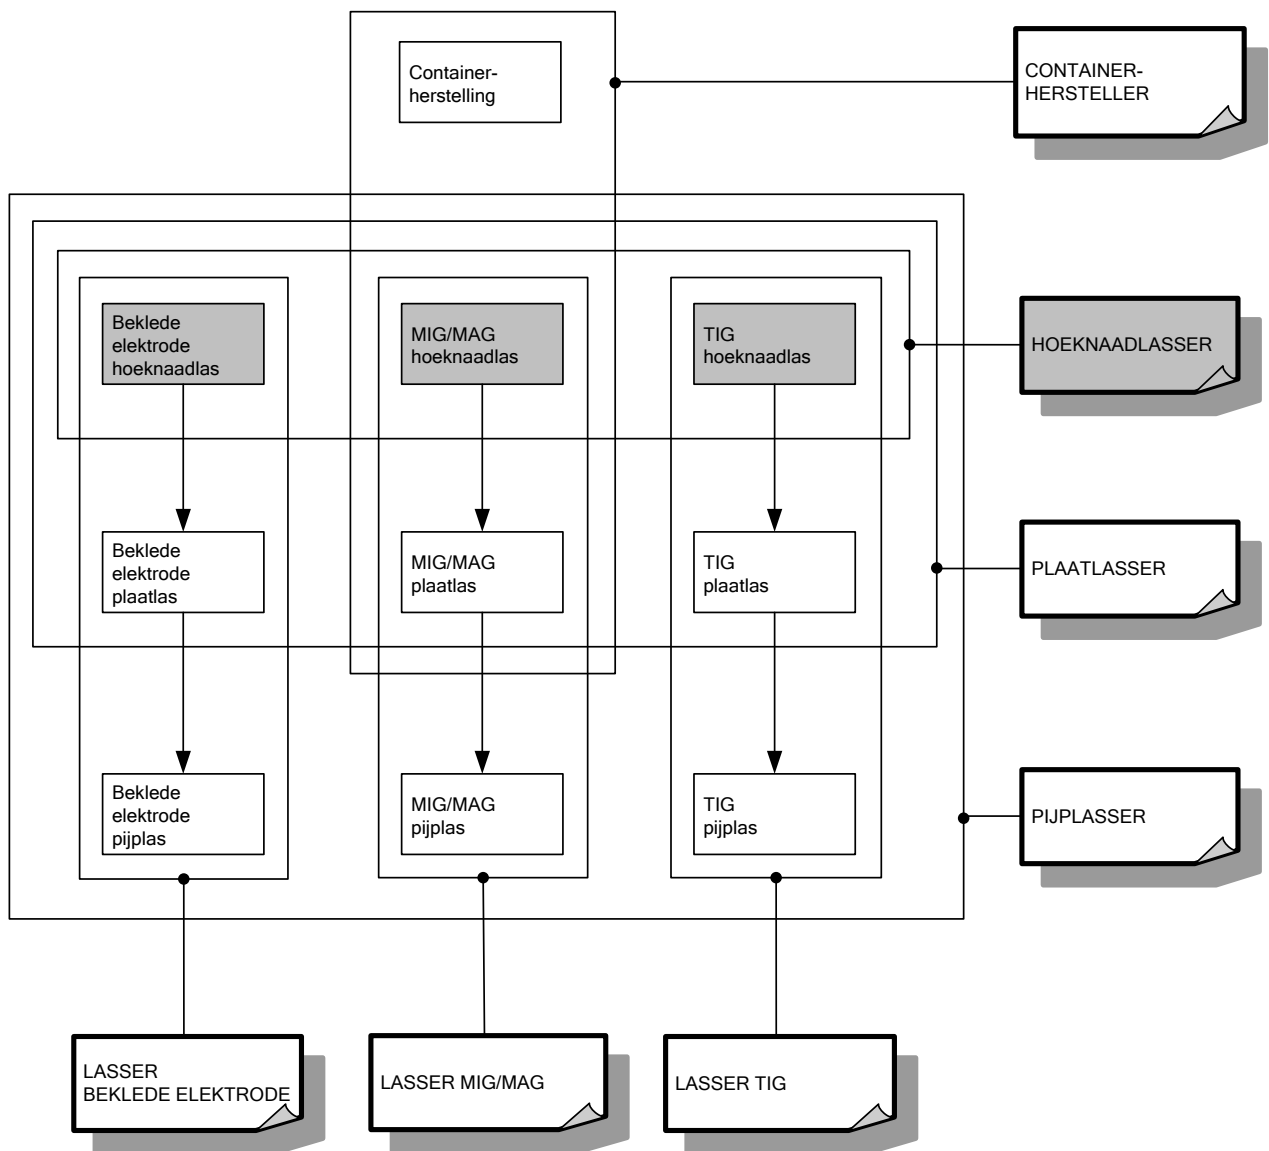 Container-
herstelling
CONTAINER-
HERSTELLER
Beklede
elektrode
hoeknaadlas
MIG/MAG
hoeknaadlas
TIG
hoeknaadlas
HOEKNAADLASSER
Beklede
elektrode
plaatlas
MIG/MAG
plaatlas
TIG
plaatlas
PLAATLASSER
Beklede
elektrode
pijplas
MIG/MAG
pijplas
TIG
pijplas
PIJPLASSER
LASSER
BEKLEDE ELEKTRODE
LASSER MIG/MAG
LASSER TIG